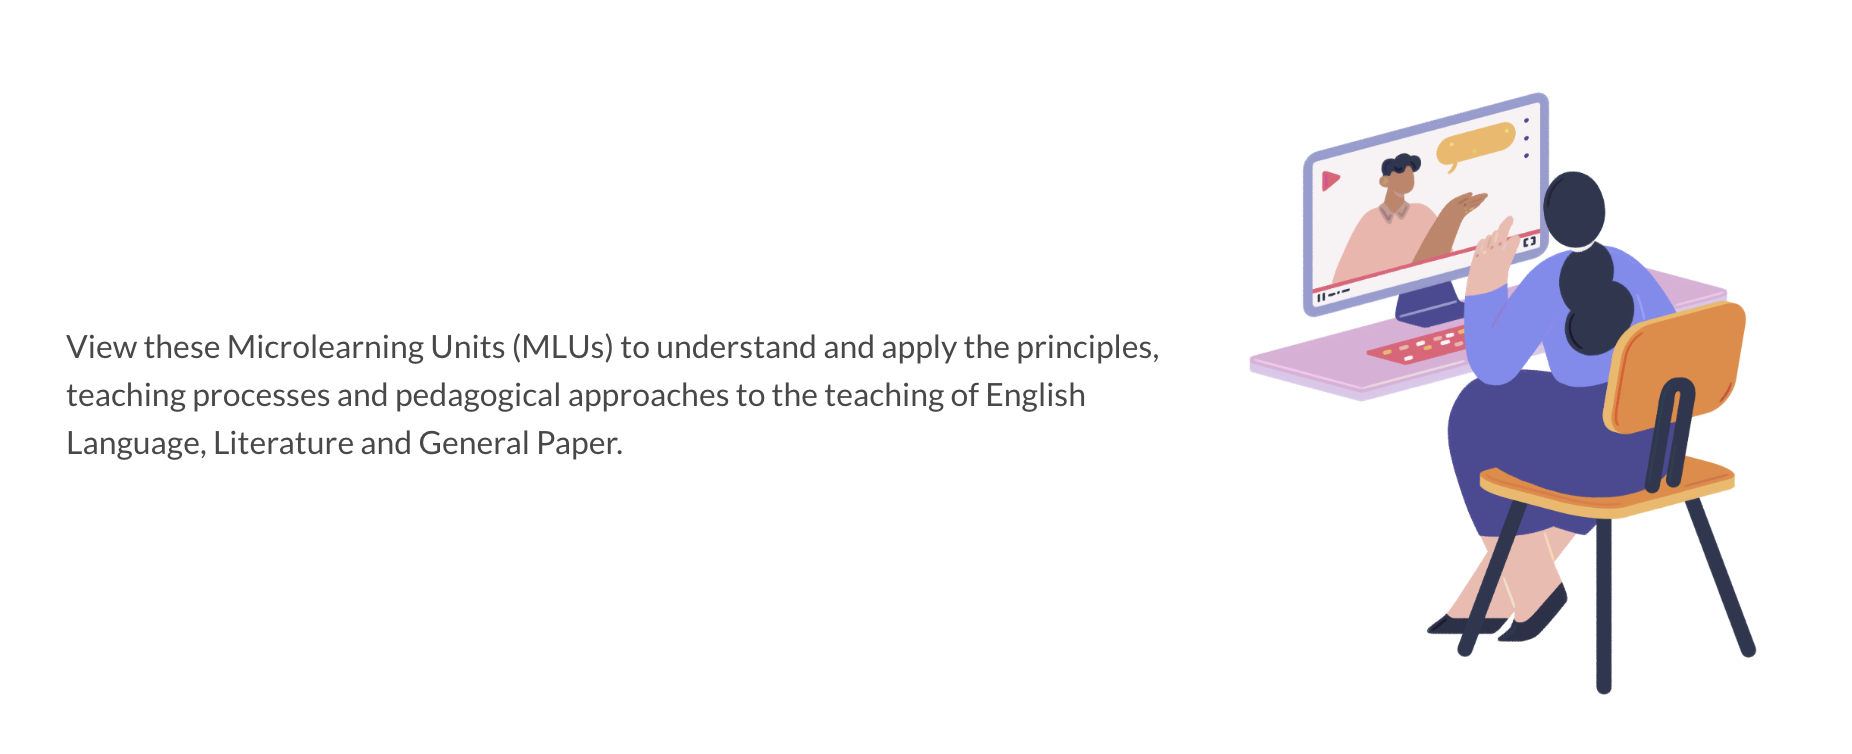 View these Microlearning Units (MLUs) to understand and apply the principles,
teaching processes and pedagogical approaches to the teaching of English
Language, Literature and General Paper.